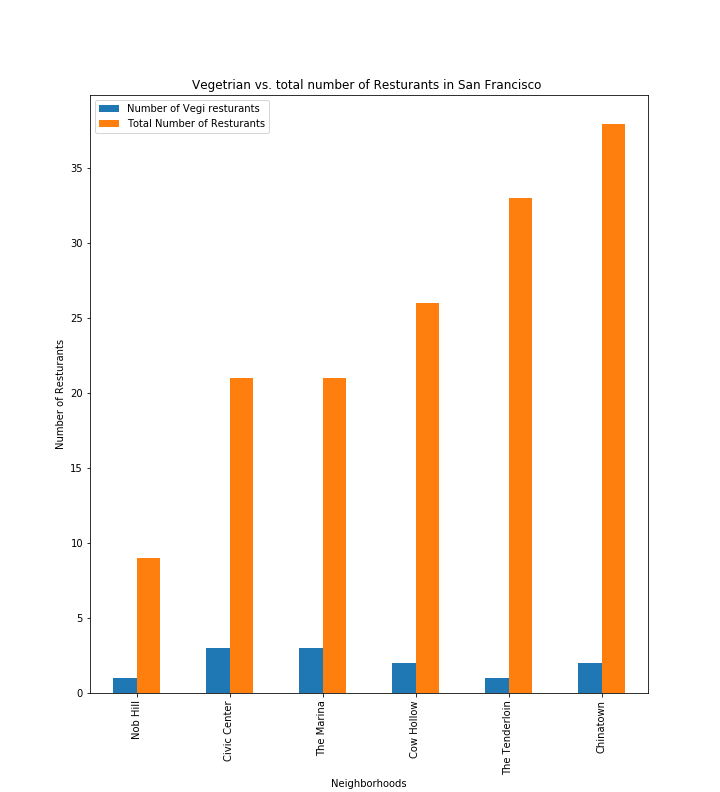 Vegetrian vs. total number of Resturants in San Francisco
Number of Vegi resturants
Total Number of Resturants
Number of Resturants
35
30
25
20
15
10
5
0
Nob Hill
Civic Center
The Marina
Cow Hollow
The Tenderloin
Chinatown
Neighborhoods